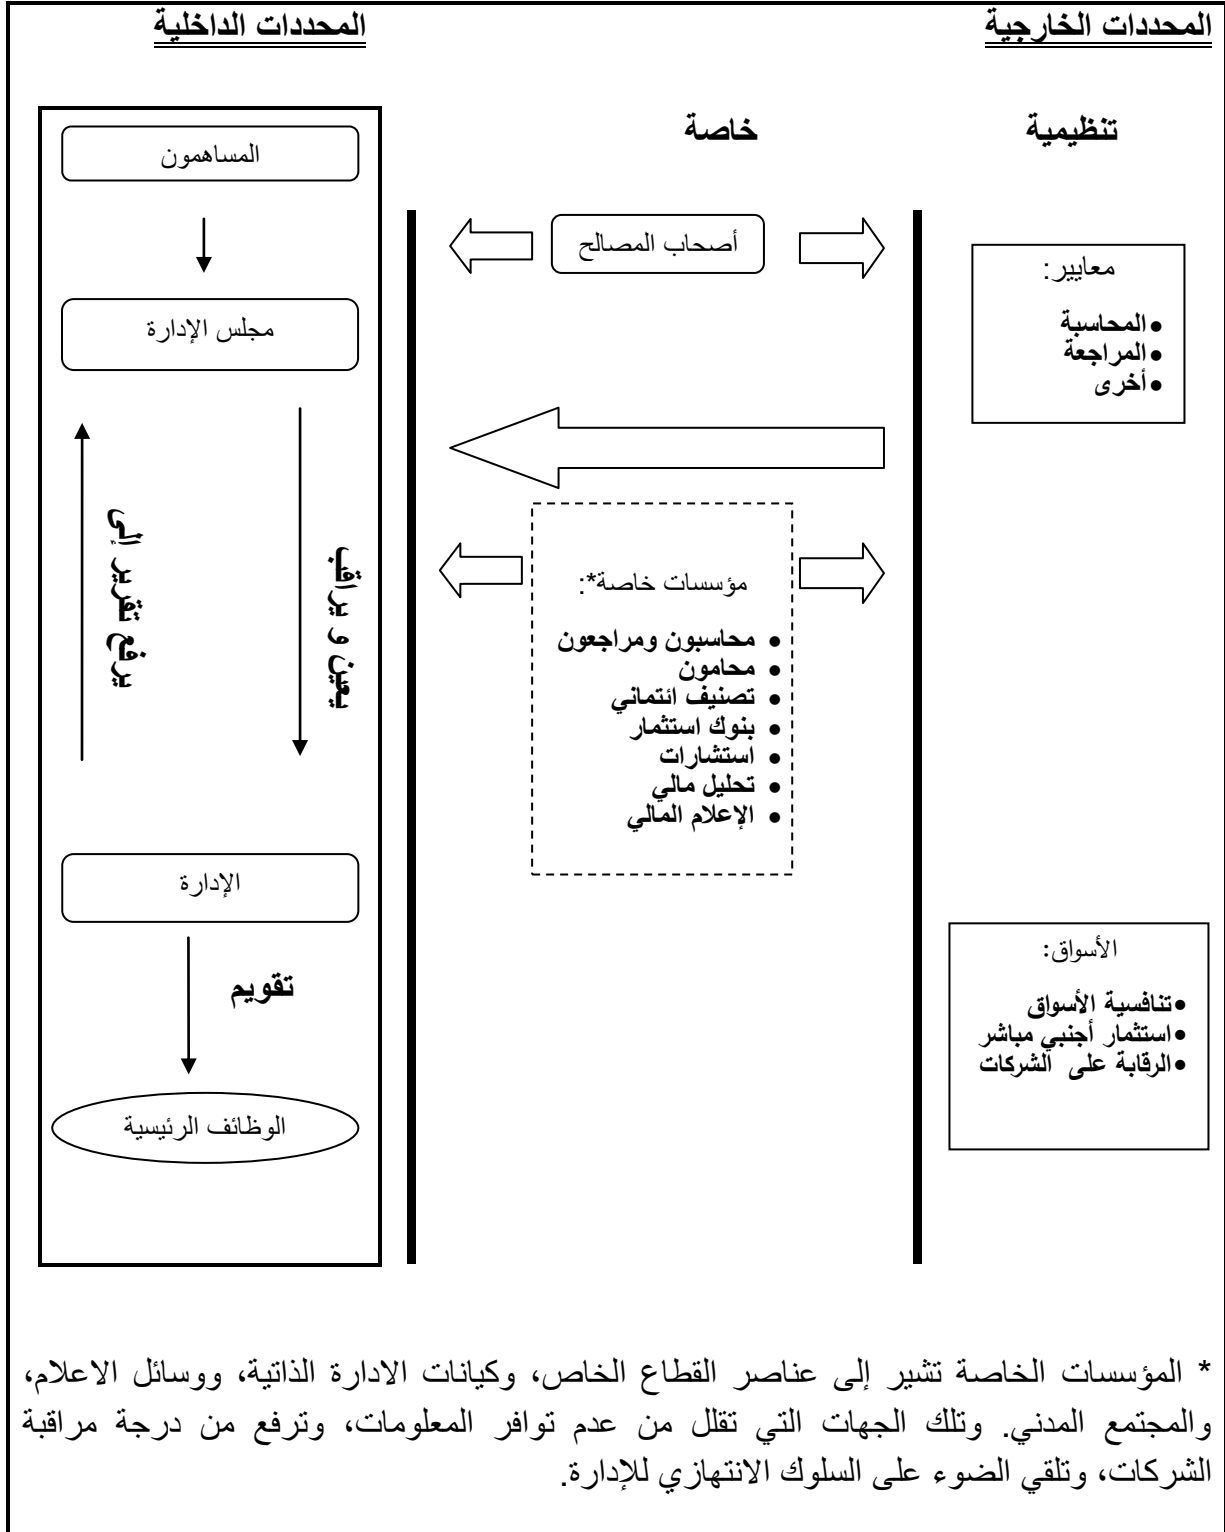 المحددات الخارجية
المحددات الداخلية
تنظيمية
خاصة
معايير:
•المحاسبة
•المراجعة
•أخرى
الأسواق:
•تنافسية الأسواق
•استثمار أجنبي مباشر
•الرقابة على الشركات
أصحاب المصالح
مؤسسات خاصة*:
• محاسبون ومراجعون
• محامون
• تصنيف ائتماني
• بنوك استثمار
• استشارات
• تحليل مالي
• الإعلام المالي
المساهمون
مجلس الإدارة
يعين و يراقب
يرفع تقرير إلى
الإدارة
تقويم
الوظائف الرئيسية
* المؤسسات الخاصة تشير إلى عناصر القطاع الخاص، وكيانات الادارة الذاتية، ووسائل الاعلام،
والمجتمع المدني. وتلك الجهات التي تقلل من عدم توافر المعلومات، وترفع من درجة مراقبة
الشركات، وتلقي الضوء على السلوك الانتهازي للإدارة.